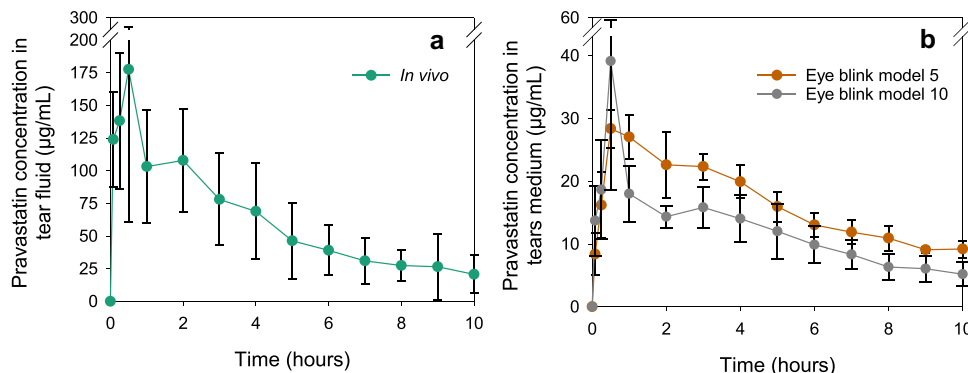 a
In vivo
Pravastatin concentration in
tear fluid (µg/mL)
300
200
175
150
125
100
75
50
25
0
0 2 4 6 8 10
Time (hours)
b
Eye blink model 5
Eye blink model 10
Pravastatin concentration in
tears medium (µg/mL)
60
40
30
20
10
0
0 2 4 6 8 10
Time (hours)